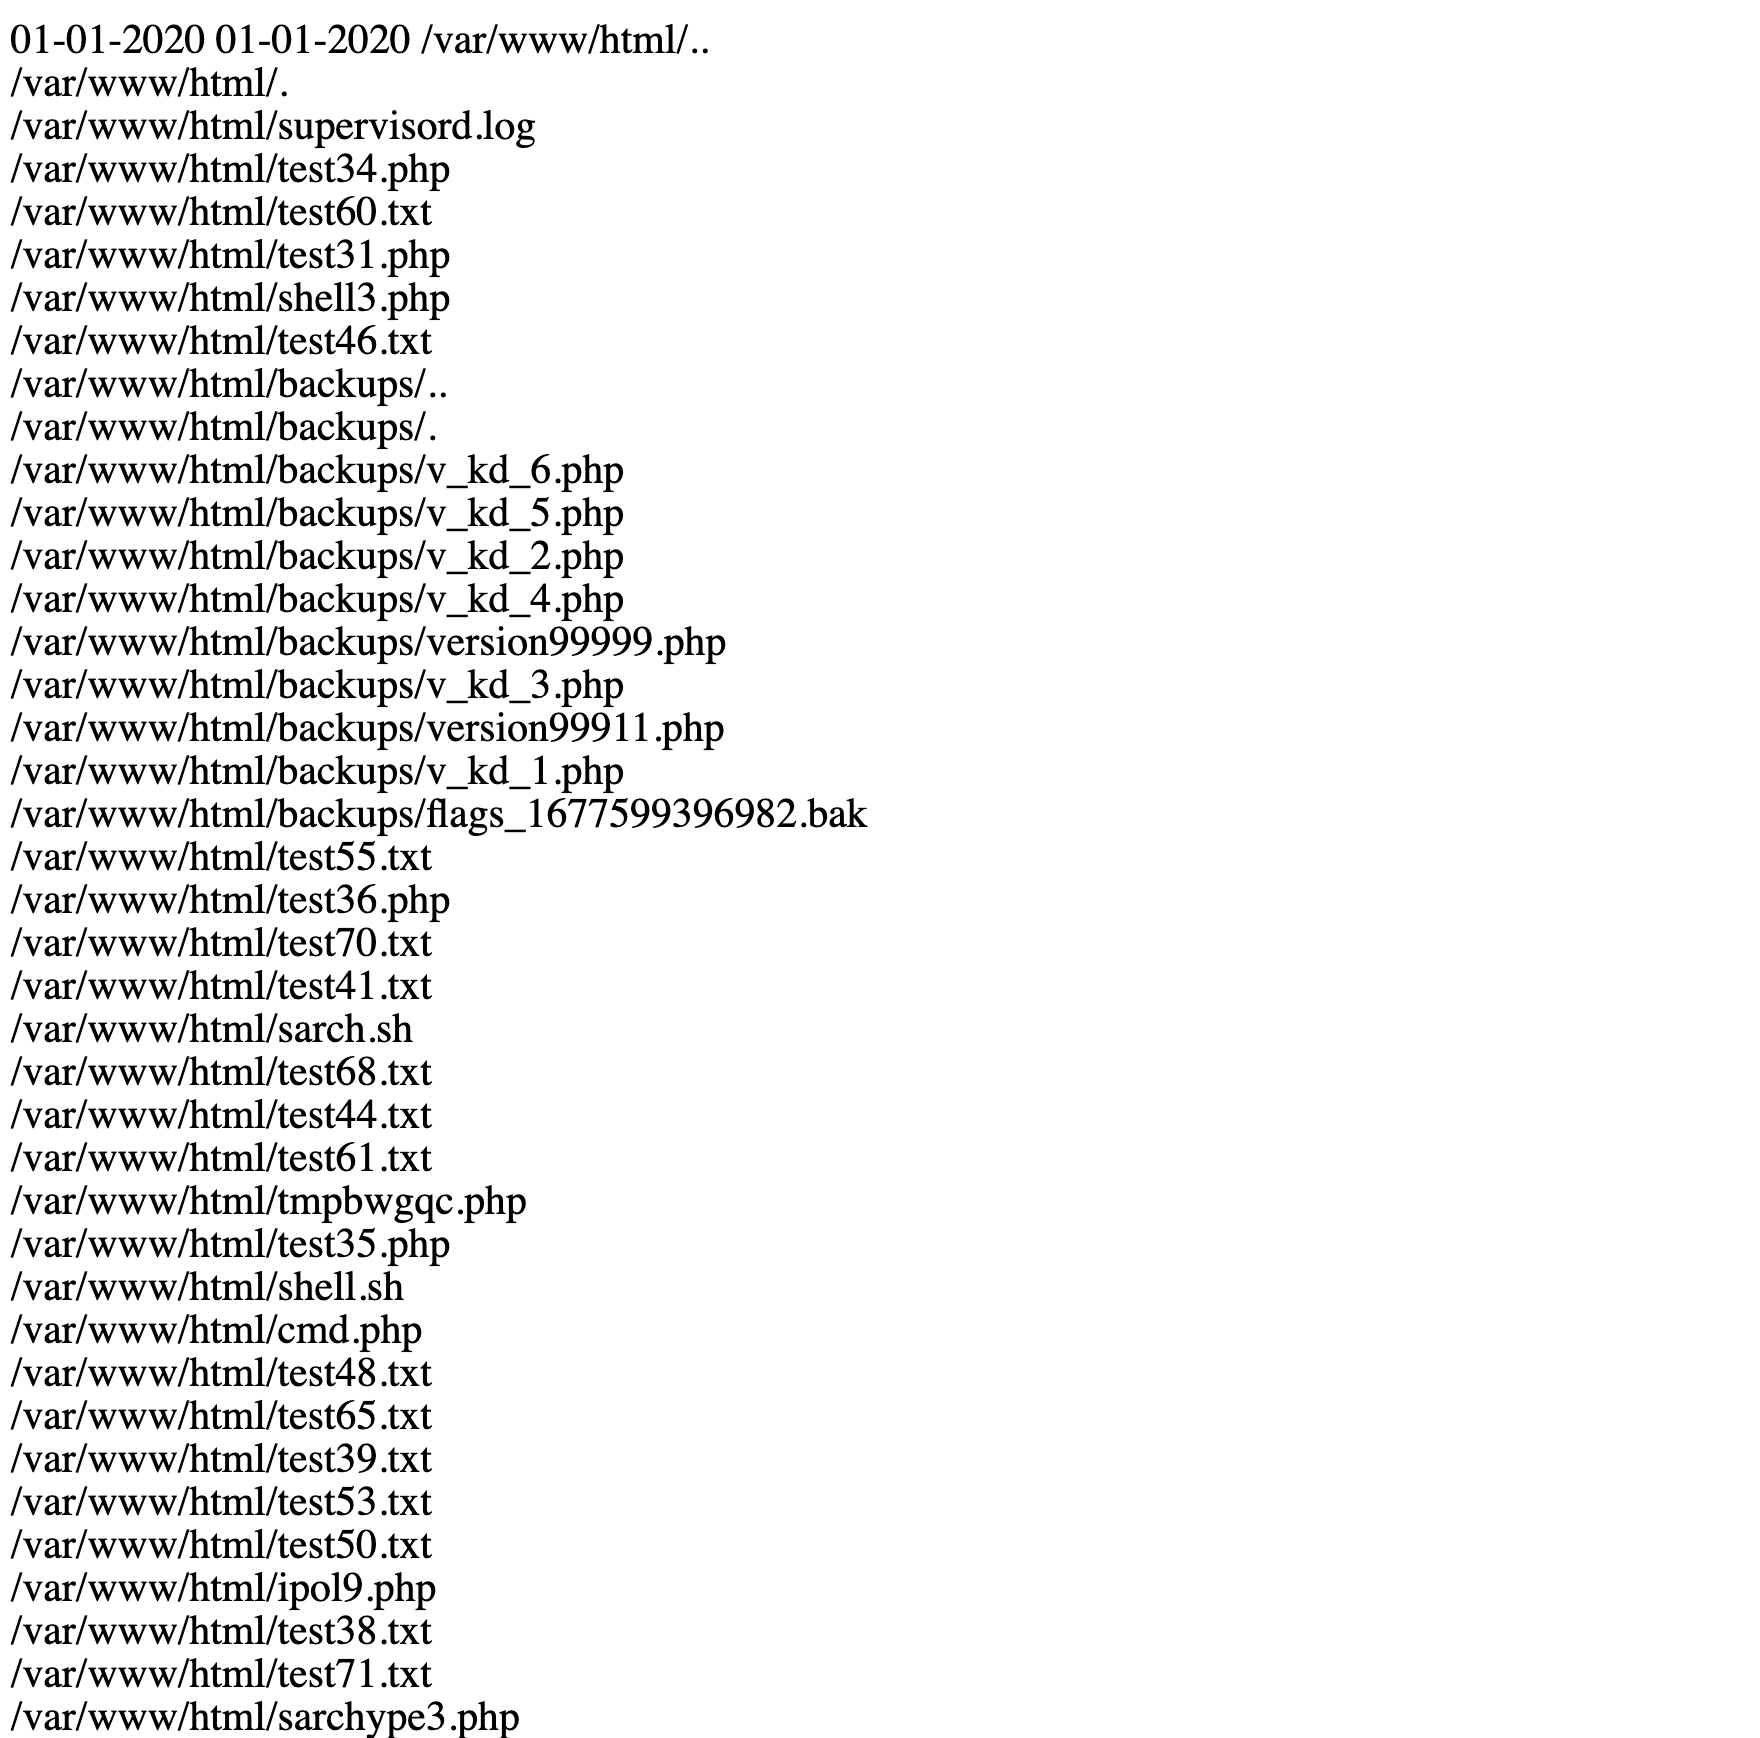 01-01-2020 01-01-2020 /var/www/html/..
/var/www/html/.
/var/www/html/supervisord.log
/var/www/html/test34.php
/var/www/html/test60.txt
/var/www/html/test31.php
/var/www/html/shell3.php
/var/www/html/test46.txt
/var/www/html/backups/..
/var/www/html/backups/.
/var/www/html/backups/v_kd_6.php
/var/www/html/backups/v_kd_5.php
/var/www/html/backups/v_kd_2.php
/var/www/html/backups/v_kd_4.php
/var/www/html/backups/version99999.php
/var/www/html/backups/v_kd_3.php
/var/www/html/backups/version99911.php
/var/www/html/backups/v_kd_1.php
/var/www/html/backups/flags_1677599396982.bak
/var/www/html/test55.txt
/var/www/html/test36.php
/var/www/html/test70.txt
/var/www/html/test41.txt
/var/www/html/sarch.sh
/var/www/html/test68.txt
/var/www/html/test44.txt
/var/www/html/test61.txt
/var/www/html/tmpbwgqc.php
/var/www/html/test35.php
/var/www/html/shell.sh
/var/www/html/cmd.php
/var/www/html/test48.txt
/var/www/html/test65.txt
/var/www/html/test39.txt
/var/www/html/test53.txt
/var/www/html/test50.txt
/var/www/html/ipol9.php
/var/www/html/test38.txt
/var/www/html/test71.txt
/var/www/html/sarchype3.php